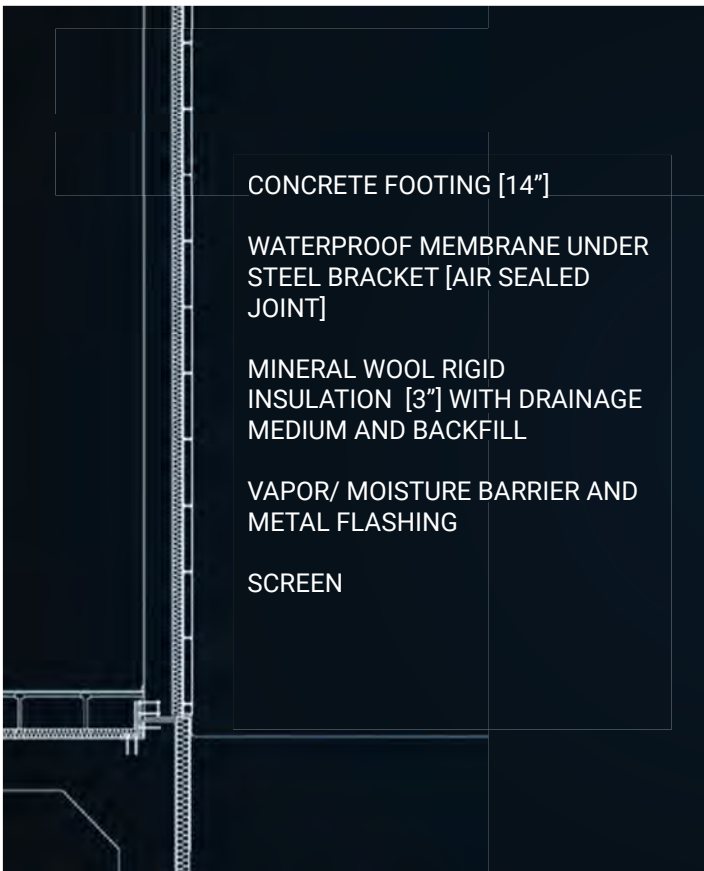 CONCRETE FOOTING [14”]
WATERPROOF MEMBRANE UNDER
STEEL BRACKET [AIR SEALED
JOINT]
MINERAL WOOL RIGID
INSULATION  [3”] WITH DRAINAGE
MEDIUM AND BACKFILL
VAPOR/ MOISTURE BARRIER AND
METAL FLASHING
SCREEN